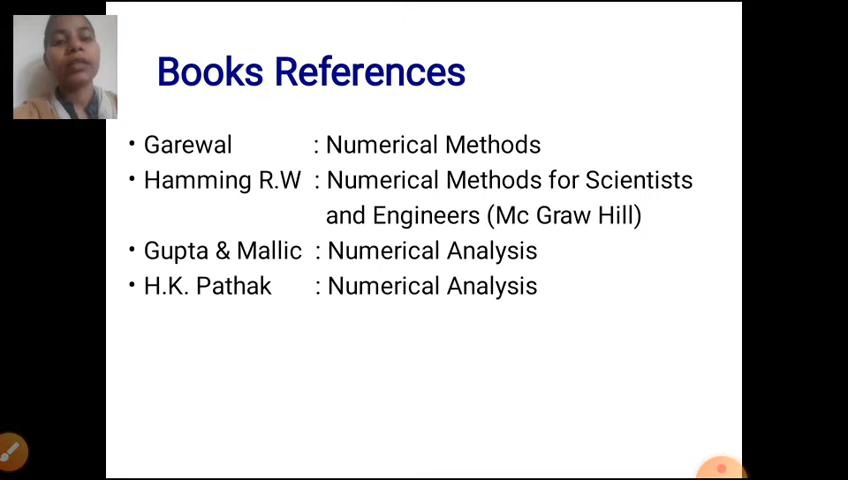 Books References
• Garewal : Numerical Methods
• Hamming R.W : Numerical Methods for Scientists
and Engineers (Mc Graw Hill)
• Gupta & Mallic : Numerical Analysis
• H.K. Pathak : Numerical Analysis